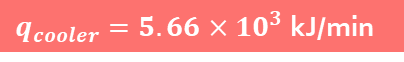 q_cooler = 5.66 × 10³ kJ/min